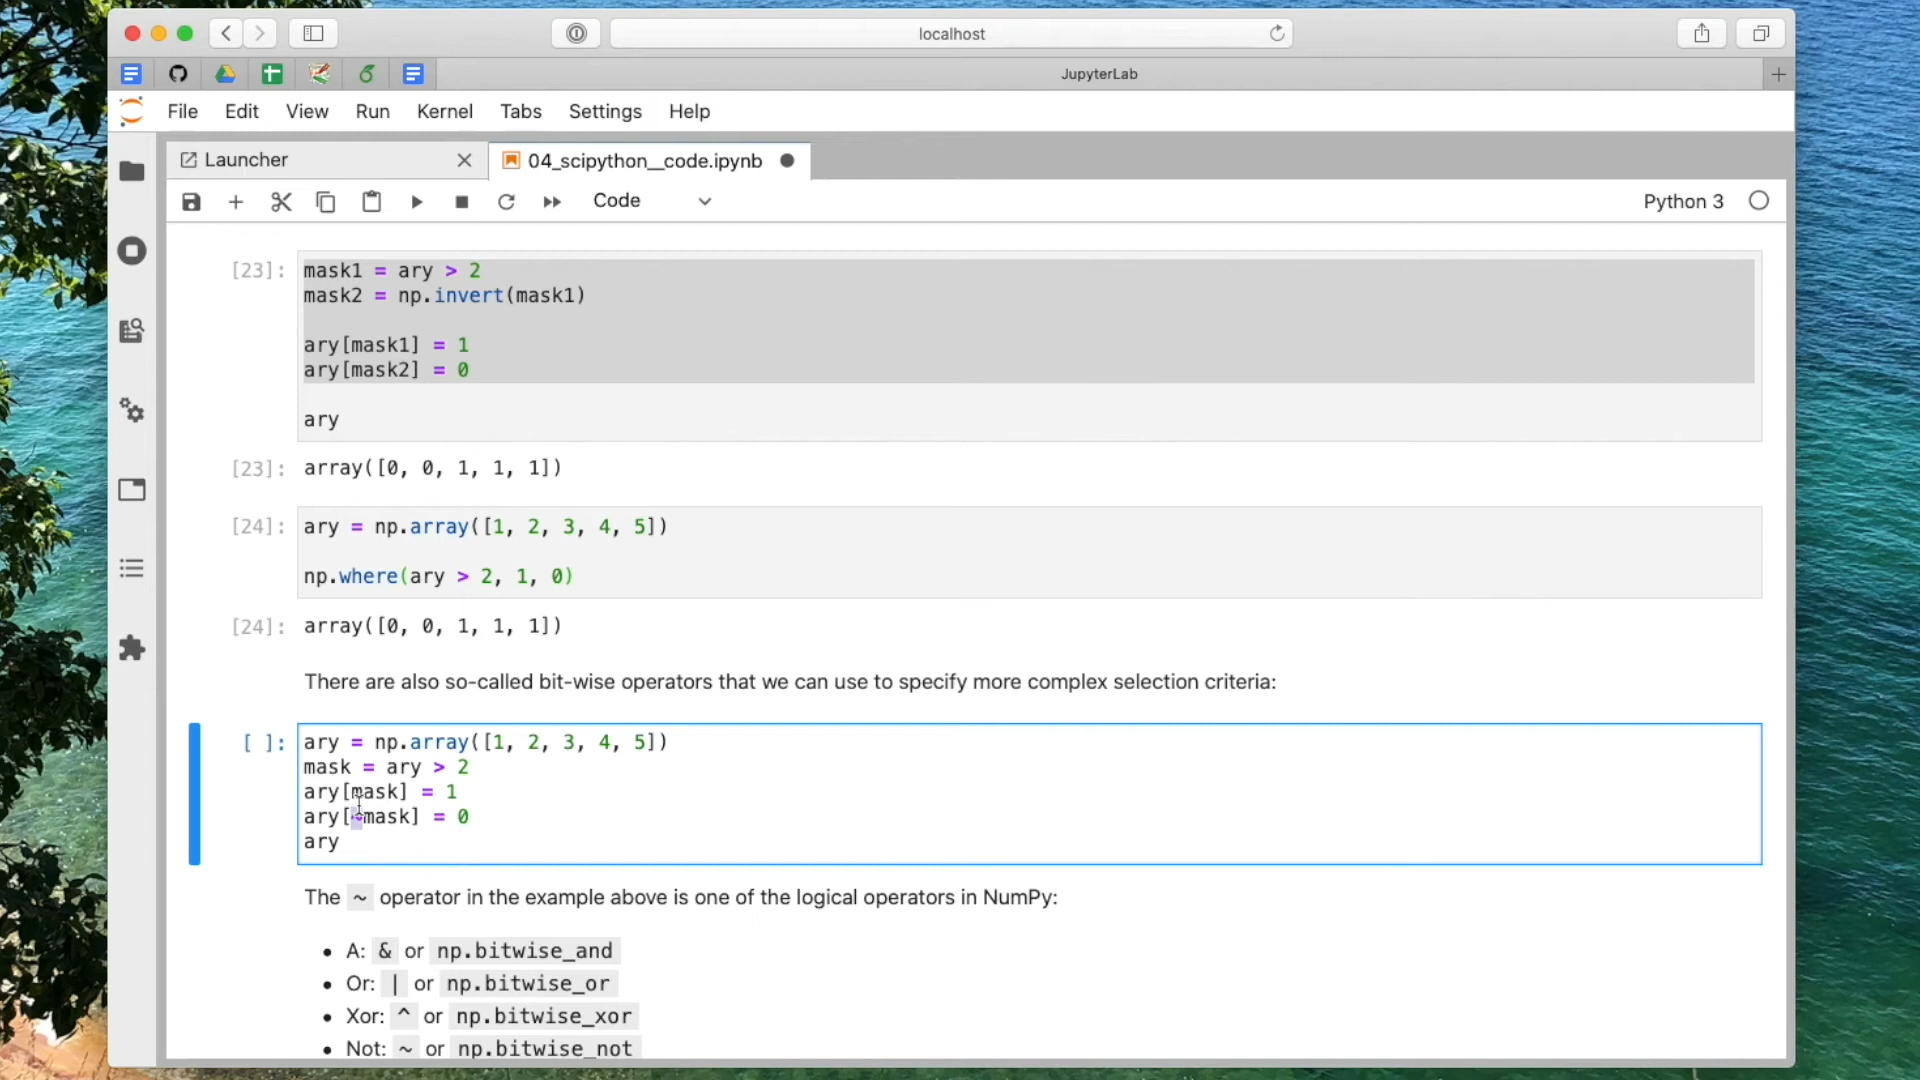 localhost
JupyterLab
File Edit View Run Kernel Tabs Settings Help
Launcher
04_scipython__code.ipynb
Code
Python 3
[23]: mask1 = ary > 2
mask2 = np.invert(mask1)
ary[mask1] = 1
ary[mask2] = 0
ary
[23]: array([0, 0, 1, 1, 1])
[24]: ary = np.array([1, 2, 3, 4, 5])
np.where(ary > 2, 1, 0)
[24]: array([0, 0, 1, 1, 1])
There are also so-called bit-wise operators that we can use to specify more complex selection criteria:
[ ]: ary = np.array([1, 2, 3, 4, 5])
mask = ary > 2
ary[mask] = 1
ary[~mask] = 0
ary
The ~ operator in the example above is one of the logical operators in NumPy:
• A: & or np.bitwise_and
• Or: | or np.bitwise_or
• Xor: ^ or np.bitwise_xor
• Not: ~ or np.bitwise_not